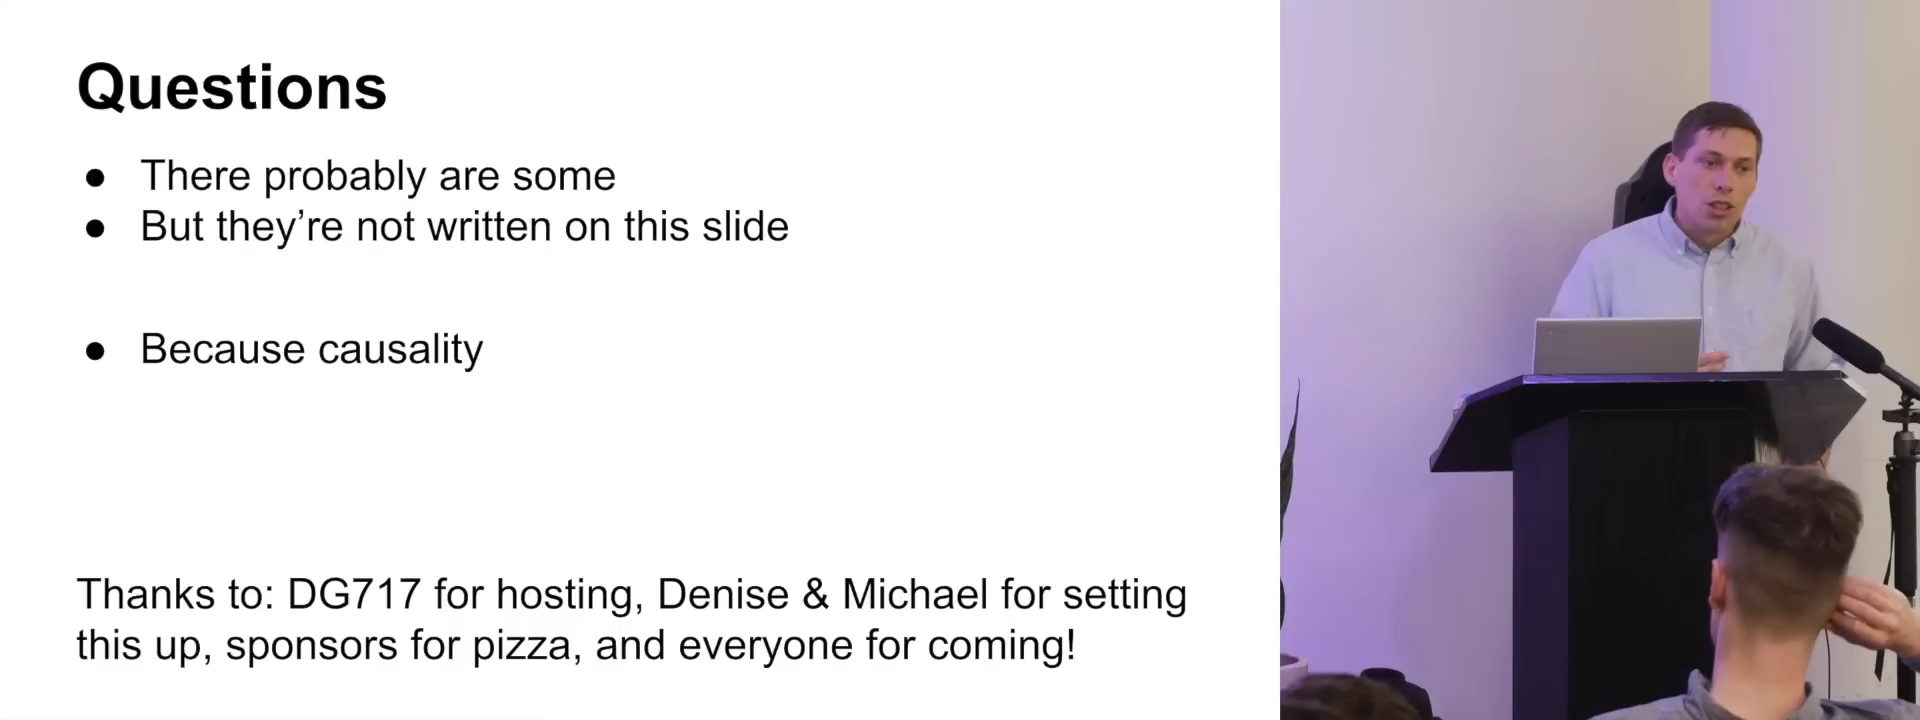 Questions
● There probably are some
● But they’re not written on this slide
● Because causality
Thanks to: DG717 for hosting, Denise & Michael for setting
this up, sponsors for pizza, and everyone for coming!